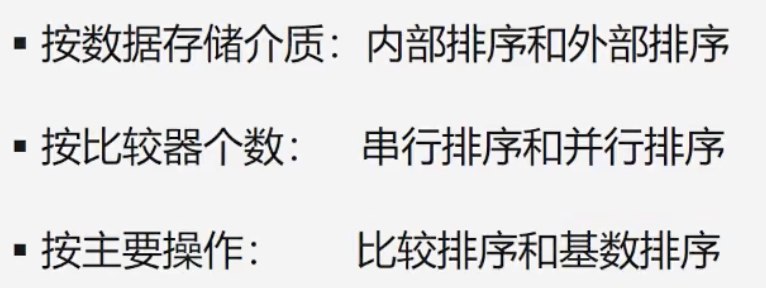 ▪ 按数据存储介质：内部排序和外部排序
▪ 按比较器个数： 串行排序和并行排序
▪ 按主要操作： 比较排序和基数排序